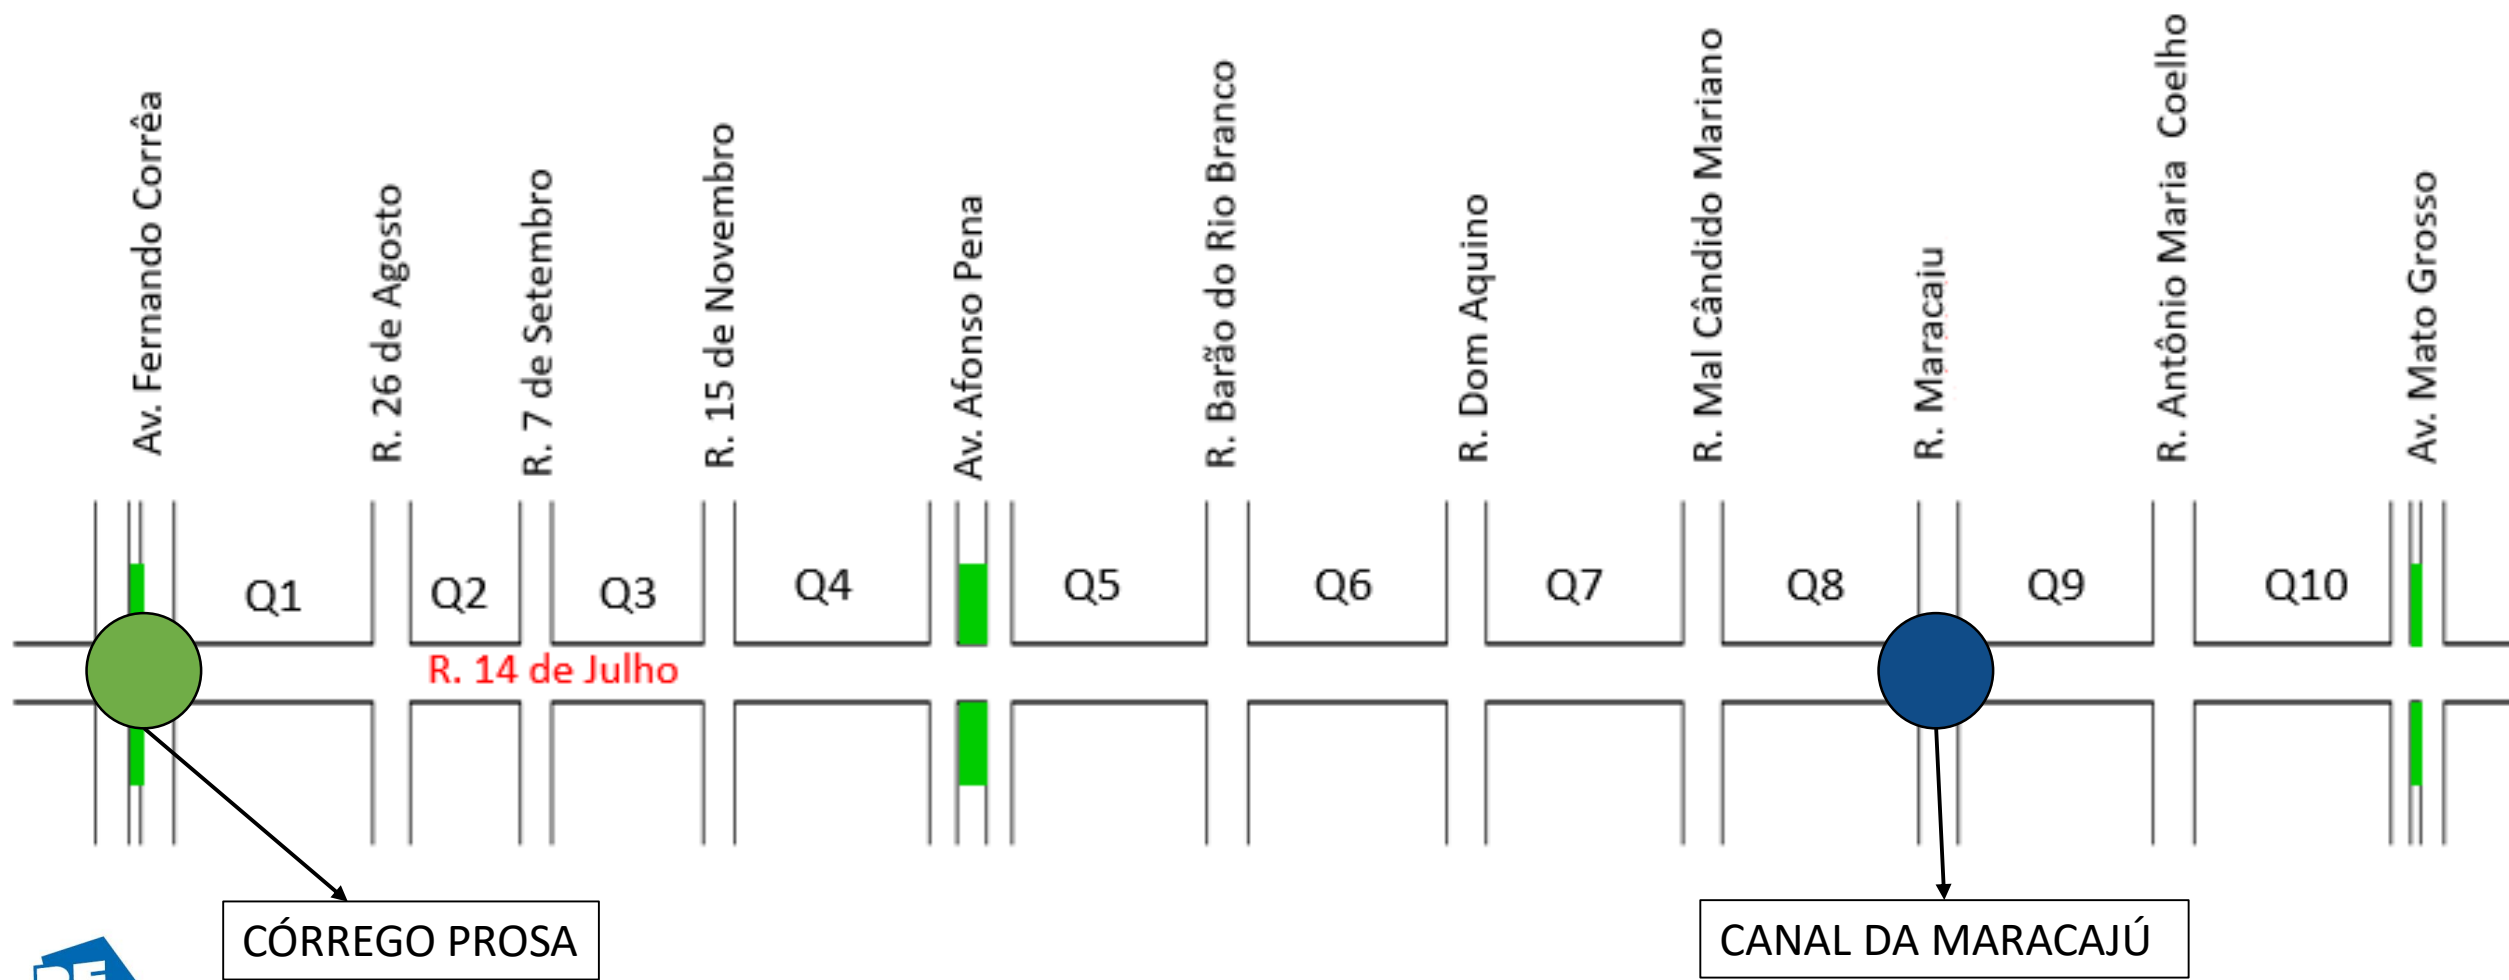 Av. Fernando Corrêa
R. 26 de Agosto
R. 7 de Setembro
R. 15 de Novembro
Av. Afonso Pena
R. Barão do Rio Branco
R. Dom Aquino
R. Mal Cândido Mariano
R. Maracaju
R. Antônio Maria Coelho
Av. Mato Grosso
Q1
Q2
Q3
Q4
Q5
Q6
Q7
Q8
Q9
Q10
R. 14 de Julho
CÓRREGO PROSA
CANAL DA MARACAJÚ